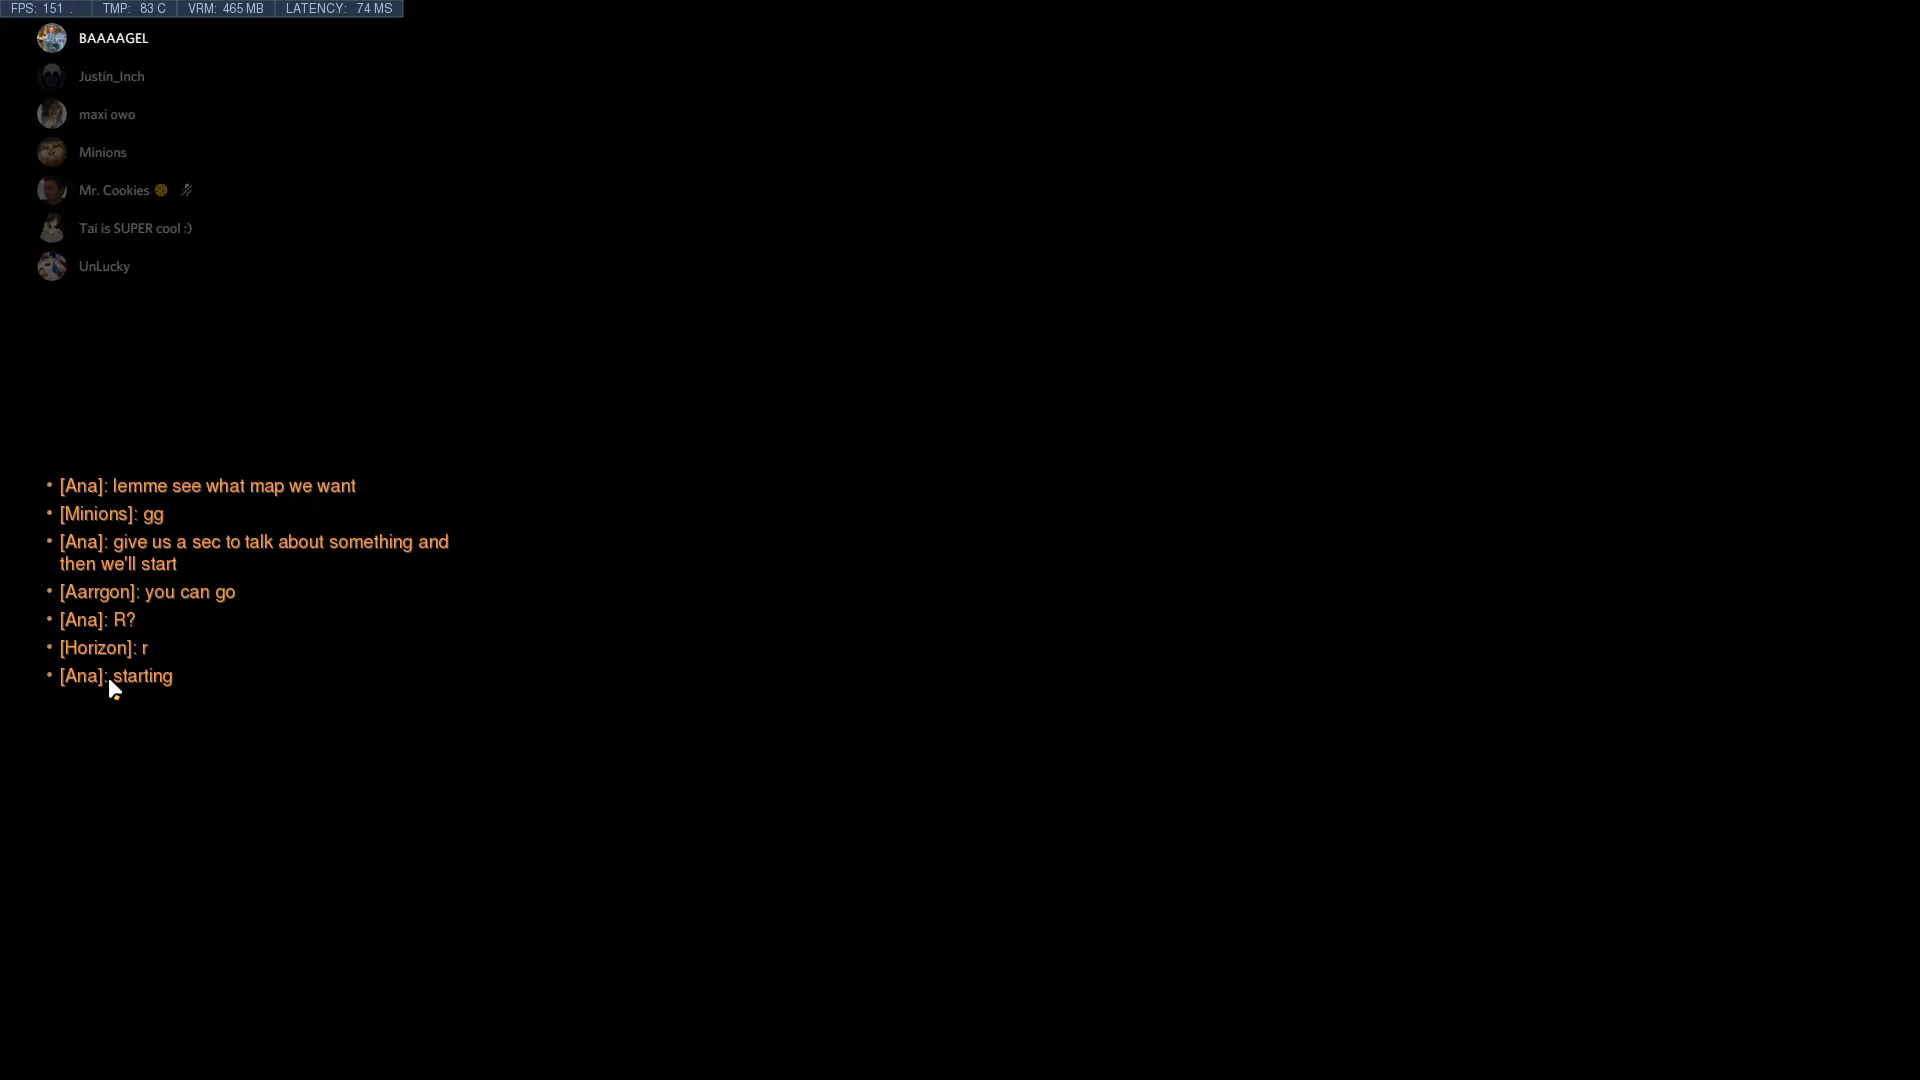 FPS: 151 . TMP: 83 C VRM: 465 MB LATENCY: 74 MS
BAAAAGEL
Justin_Inch
maxi owo
Minions
Mr. Cookies
Tai is SUPER cool :)
UnLucky
• [Ana]: lemme see what map we want
• [Minions]: gg
• [Ana]: give us a sec to talk about something and
then we'll start
• [Aarrgon]: you can go
• [Ana]: R?
• [Horizon]: r
• [Ana]: starting